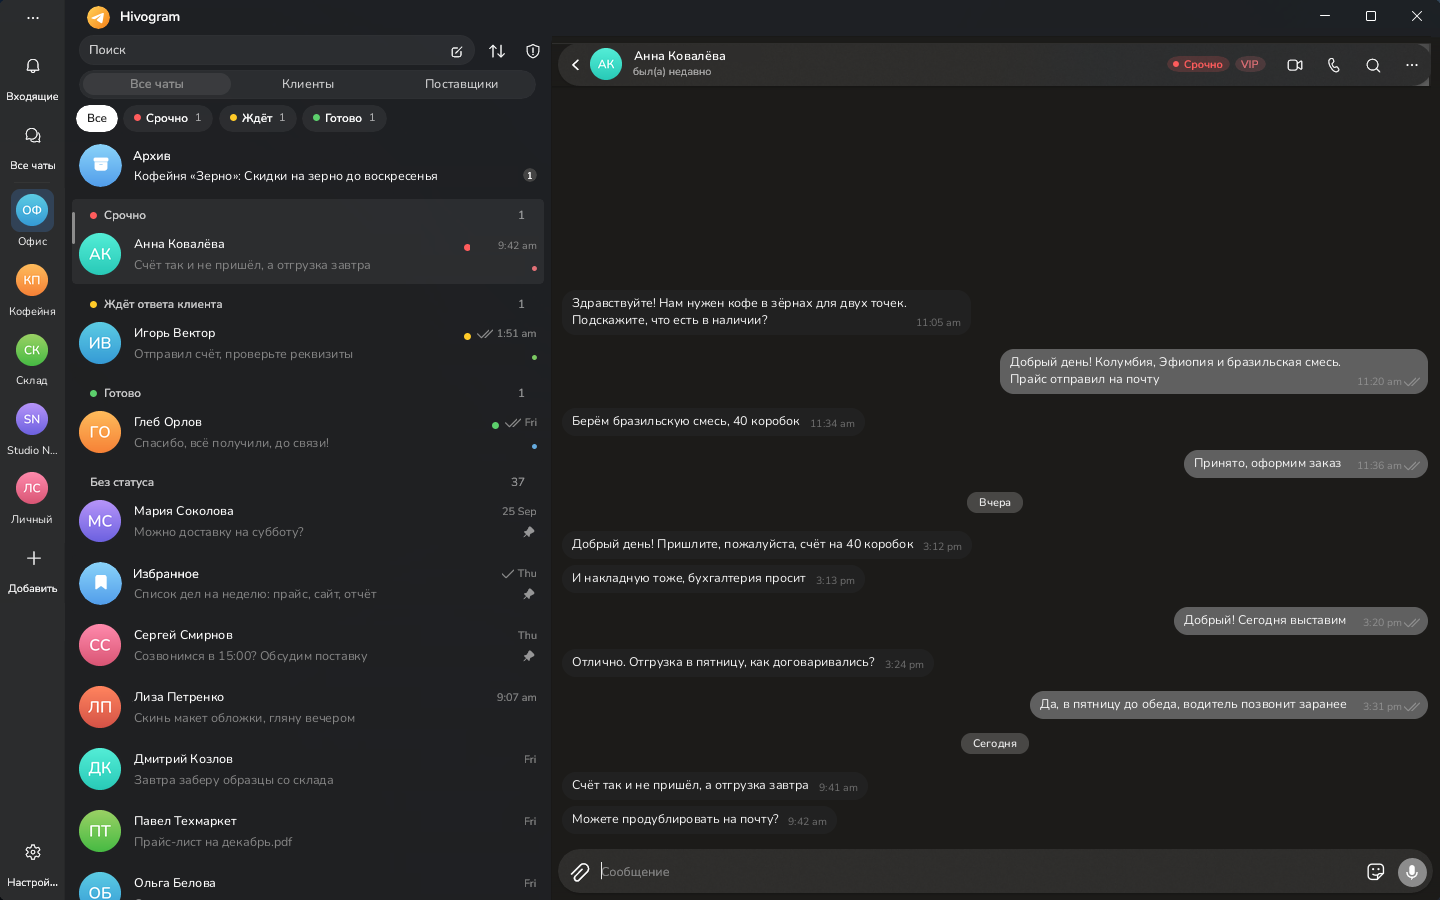 Hivogram
Входящие
Все чаты
ОФ
Офис
КП
Кофейня
СК
Склад
SN
Studio N...
ЛС
Личный
Добавить
Настрой...
Поиск
Все чаты
Клиенты
Поставщики
Все
Срочно 1
Ждёт 1
Готово 1
Архив
Кофейня «Зерно»: Скидки на зерно до воскресенья
1
Срочно 1
АК
Анна Ковалёва 9:42 am
Счёт так и не пришёл, а отгрузка завтра
Ждёт ответа клиента 1
ИВ
Игорь Вектор 1:51 am
Отправил счёт, проверьте реквизиты
Готово 1
ГО
Глеб Орлов Fri
Спасибо, всё получили, до связи!
Без статуса 37
МС
Мария Соколова 25 Sep
Можно доставку на субботу?
Избранное Thu
Список дел на неделю: прайс, сайт, отчёт
СС
Сергей Смирнов Thu
Созвонимся в 15:00? Обсудим поставку
ЛП
Лиза Петренко 9:07 am
Скинь макет обложки, гляну вечером
ДК
Дмитрий Козлов Fri
Завтра заберу образцы со склада
ПТ
Павел Техмаркет Fri
Прайс-лист на декабрь.pdf
ОБ
Ольга Белова Fri
АК
Анна Ковалёва
был(а) недавно
Срочно
VIP
Здравствуйте! Нам нужен кофе в зёрнах для двух точек.
Подскажите, что есть в наличии? 11:05 am
Добрый день! Колумбия, Эфиопия и бразильская смесь.
Прайс отправил на почту 11:20 am
Берём бразильскую смесь, 40 коробок 11:34 am
Принято, оформим заказ 11:36 am
Вчера
Добрый день! Пришлите, пожалуйста, счёт на 40 коробок 3:12 pm
И накладную тоже, бухгалтерия просит 3:13 pm
Добрый! Сегодня выставим 3:20 pm
Отлично. Отгрузка в пятницу, как договаривались? 3:24 pm
Да, в пятницу до обеда, водитель позвонит заранее 3:31 pm
Сегодня
Счёт так и не пришёл, а отгрузка завтра 9:41 am
Можете продублировать на почту? 9:42 am
Сообщение